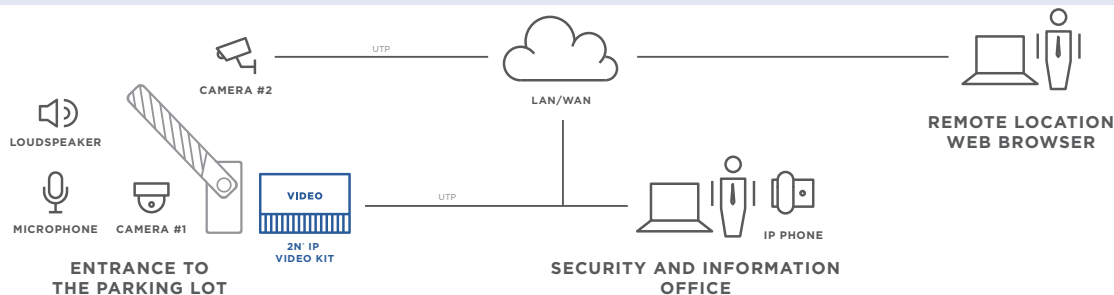 UTP
CAMERA #2
LAN/WAN
LOUDSPEAKER
REMOTE LOCATION
WEB BROWSER
VIDEO
UTP
MICROPHONE
CAMERA #1
IP PHONE
2N® IP
VIDEO KIT
ENTRANCE TO
THE PARKING LOT
SECURITY AND INFORMATION
OFFICE